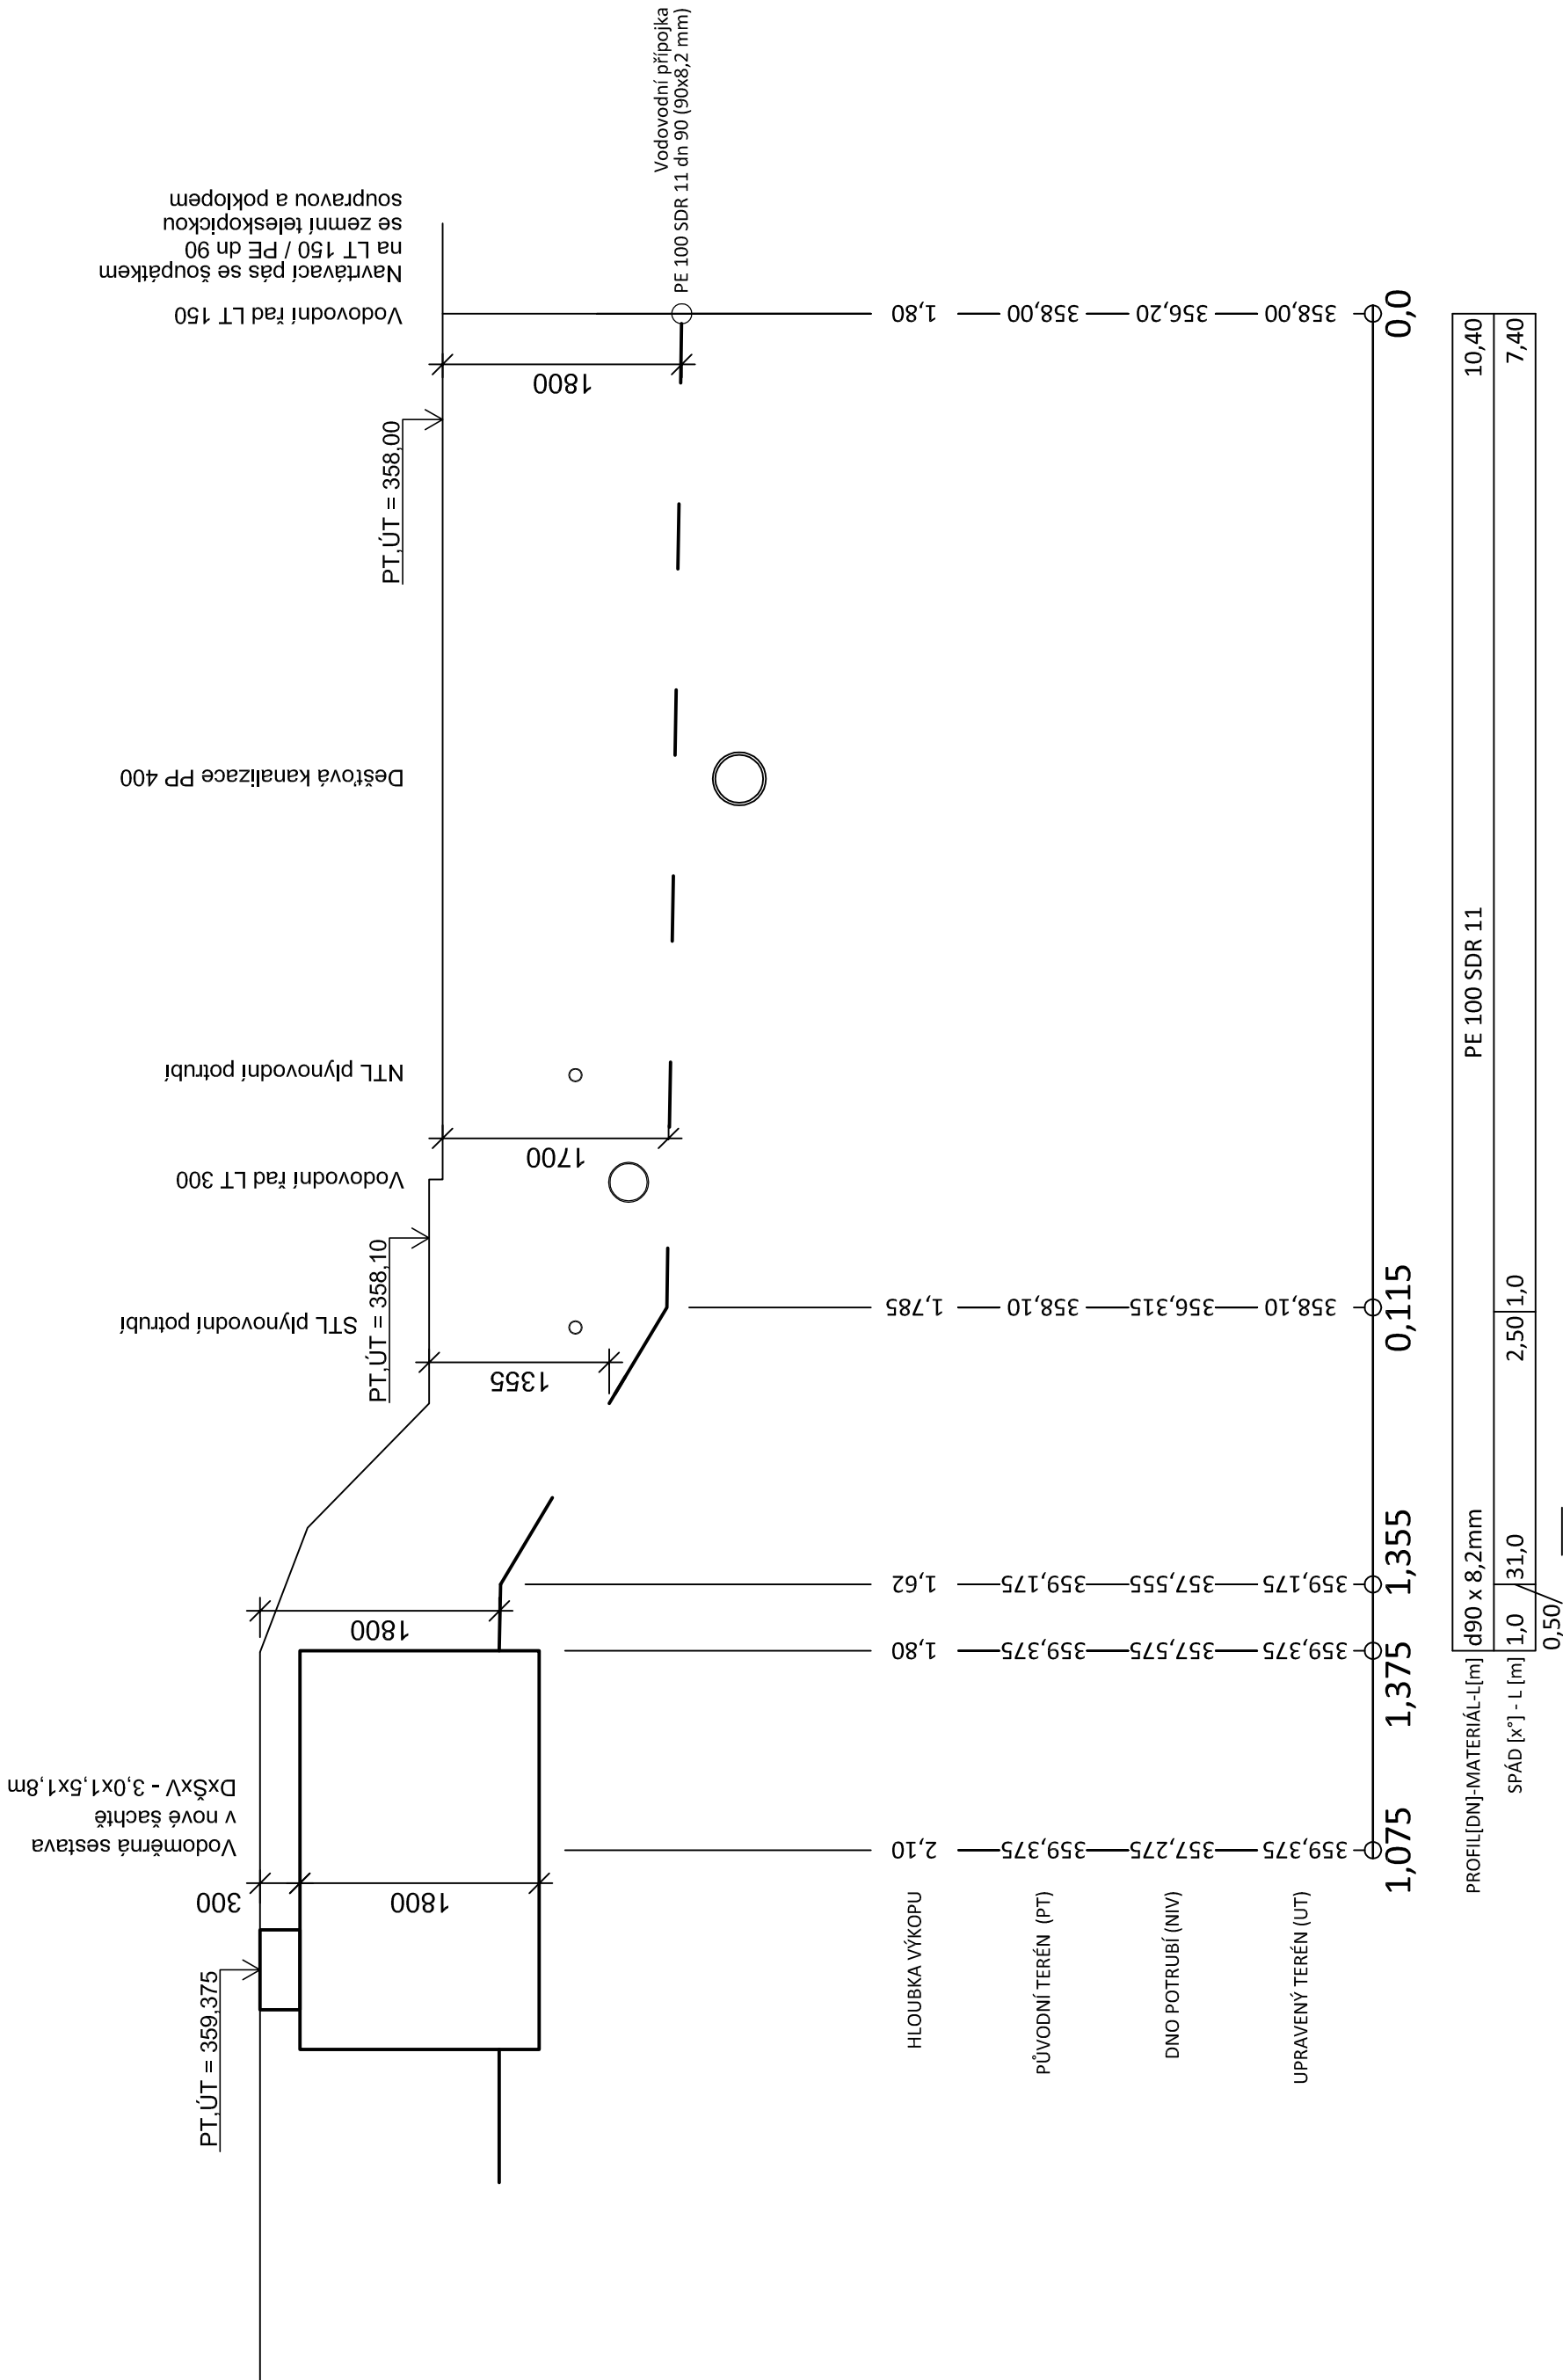 Vodoměrná sestava
v nové šachtě
DxŠxV - 3,0x1,5x1,8m
STL plynovodní potrubí
Vodovodní řad LT 300
NTL plynovodní potrubí
Dešťová kanalizace PP 400
Vodovodní řad LT 150
Navrtávací pás se šoupátkem
na LT 150 / PE dn 90
se zemní teleskopickou
soupravou a poklopem
PT,ÚT = 359,375
PT,ÚT = 358,10
PT,ÚT = 358,00
300
1800
1800
1355
1700
1800
Vodovodní přípojka
PE 100 SDR 11 dn 90 (90x8,2 mm)
HLOUBKA VÝKOPU 2,10 1,80 1,62 1,785 1,80
PŮVODNÍ TERÉN (PT) 359,375 359,375 359,175 358,10 358,00
DNO POTRUBÍ (NIV) 357,275 357,575 357,555 356,315 356,20
UPRAVENÝ TERÉN (UT) 359,375 359,375 359,175 358,10 358,00
1,075 1,375 1,355 0,115 0,0
PROFIL[DN]-MATERIÁL-L[m] d90 x 8,2mm PE 100 SDR 11 10,40
SPÁD [x°] - L [m] 1,0 31,0 2,50 1,0 7,40
0,50